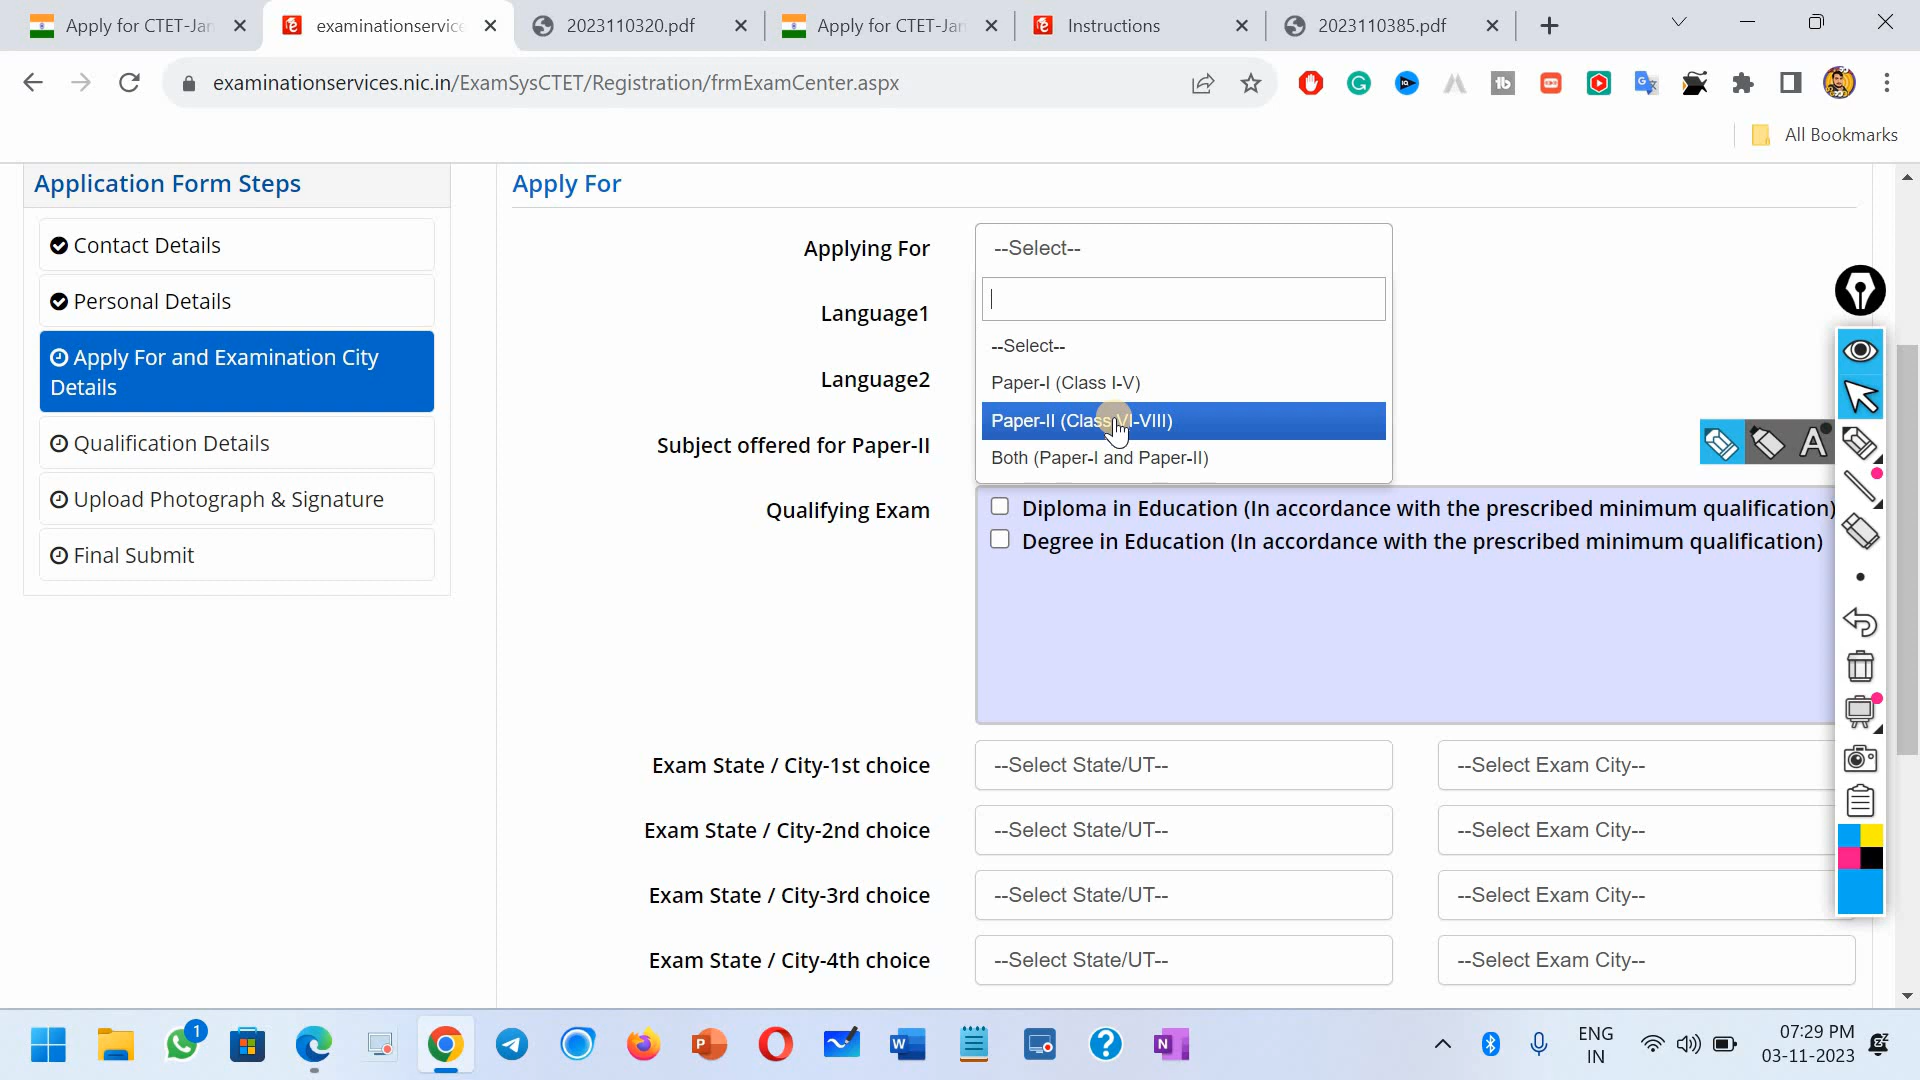 Apply for CTET-Jan
examinationservice
2023110320.pdf
Apply for CTET-Jan
Instructions
2023110385.pdf
examinationservices.nic.in/ExamSysCTET/Registration/frmExamCenter.aspx
All Bookmarks
Application Form Steps
Contact Details
Personal Details
Apply For and Examination City
Details
Qualification Details
Upload Photograph & Signature
Final Submit
Apply For
Applying For
--Select--
--Select--
Paper-I (Class I-V)
Paper-II (Class VI-VIII)
Both (Paper-I and Paper-II)
Language1
Language2
Subject offered for Paper-II
Qualifying Exam
Diploma in Education (In accordance with the prescribed minimum qualification)
Degree in Education (In accordance with the prescribed minimum qualification)
Exam State / City-1st choice
--Select State/UT--
--Select Exam City--
Exam State / City-2nd choice
--Select State/UT--
--Select Exam City--
Exam State / City-3rd choice
--Select State/UT--
--Select Exam City--
Exam State / City-4th choice
--Select State/UT--
--Select Exam City--
A
1
ENG
IN
07:29 PM
03-11-2023